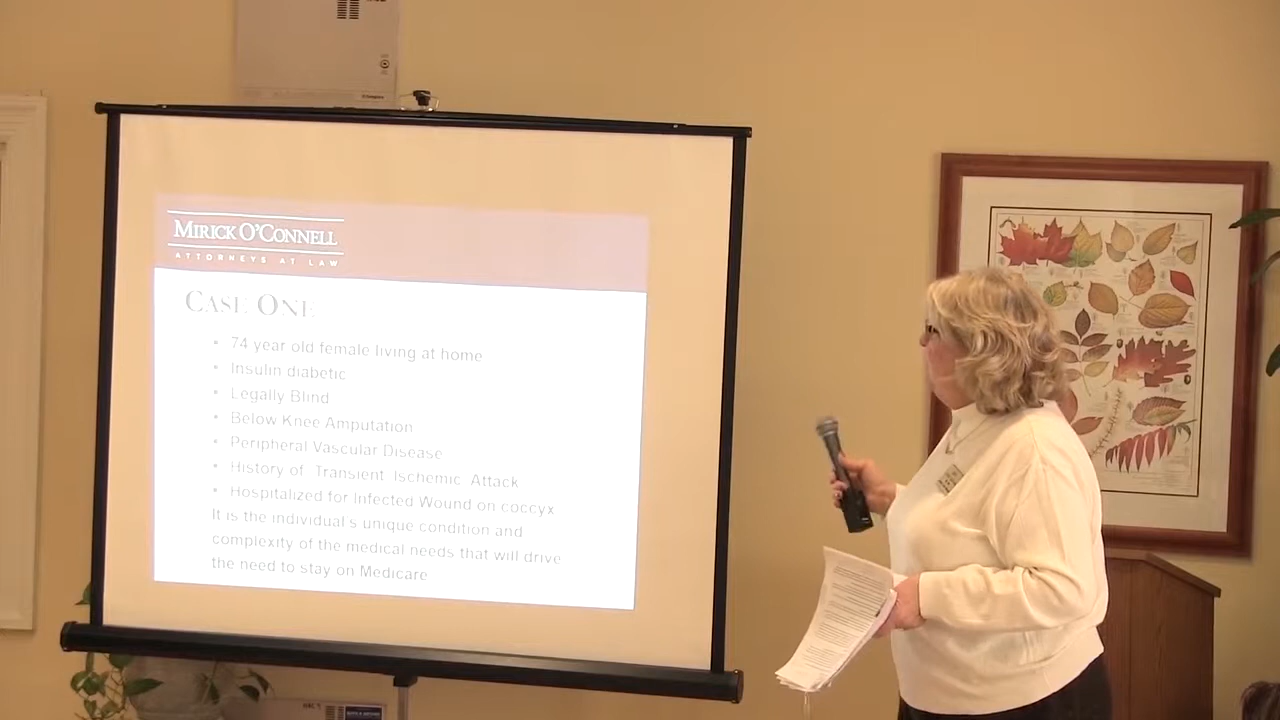 MIRICK O'CONNELL
ATTORNEYS AT LAW
CASE ONE
• 74 year old female living at home
• Insulin diabetic
• Legally Blind
• Below Knee Amputation
• Peripheral Vascular Disease
• History of Transient Ischemic Attack
• Hospitalized for Infected Wound on coccyx
It is the individual's unique condition and
complexity of the medical needs that will drive
the need to stay on Medicare